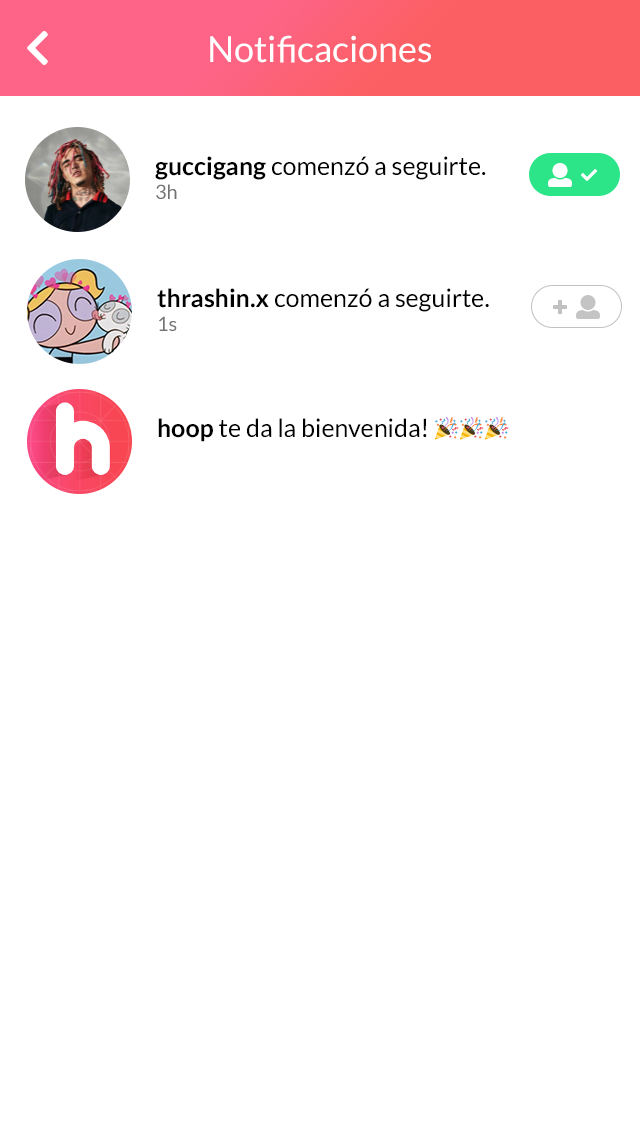 Notificaciones
guccigang comenzó a seguirte.
3h
thrashin.x comenzó a seguirte.
1s
h
hoop te da la bienvenida! 🎉🎉🎉